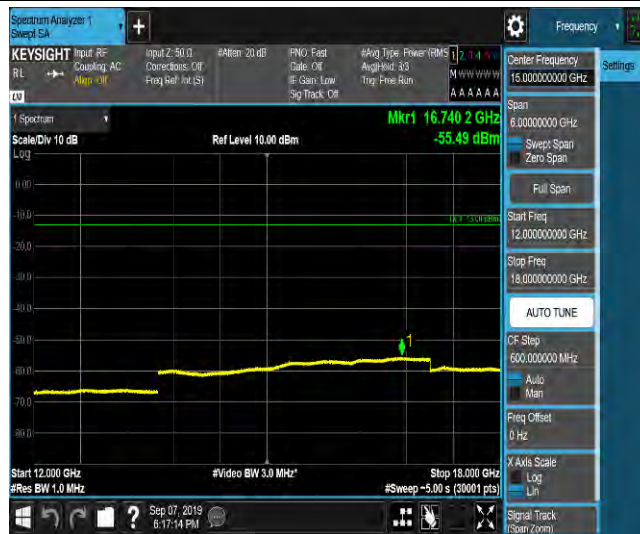 Spectrum Analyzer 1
Swept SA
Frequency
KEYSIGHT
RL
Input: RF
Coupling: AC
Align: Off
Input Z: 50 Ω
Corrections: Off
Freq Ref: Int (S)
#Atten: 20 dB
PNO: Fast
Gate: Off
IF Gain: Low
Sig Track: Off
#Avg Type: Power (RMS
Avg|Hold: 3/3
Trig: Free Run
M W W W W W
A A A A A A
1 Spectrum
Scale/Div 10 dB
Log
Ref Level 10.00 dBm
Mkr1 16.740 2 GHz
-55.49 dBm
0.00
-10.0
-20.0
-30.0
-40.0
-50.0
-60.0
-70.0
-80.0
DL1 -13.00 dBm
1
Start 12.000 GHz
#Video BW 3.0 MHz*
Stop 18.000 GHz
#Res BW 1.0 MHz
#Sweep ~5.00 s (30001 pts)
Center Frequency
15.000000000 GHz
Settings
Span
6.00000000 GHz
Swept Span
Zero Span
Full Span
Start Freq
12.000000000 GHz
Stop Freq
18.000000000 GHz
AUTO TUNE
CF Step
600.000000 MHz
Auto
Man
Freq Offset
0 Hz
X Axis Scale
Log
Lin
Signal Track
(Span Zoom)
?
Sep 07, 2019
6:17:14 PM